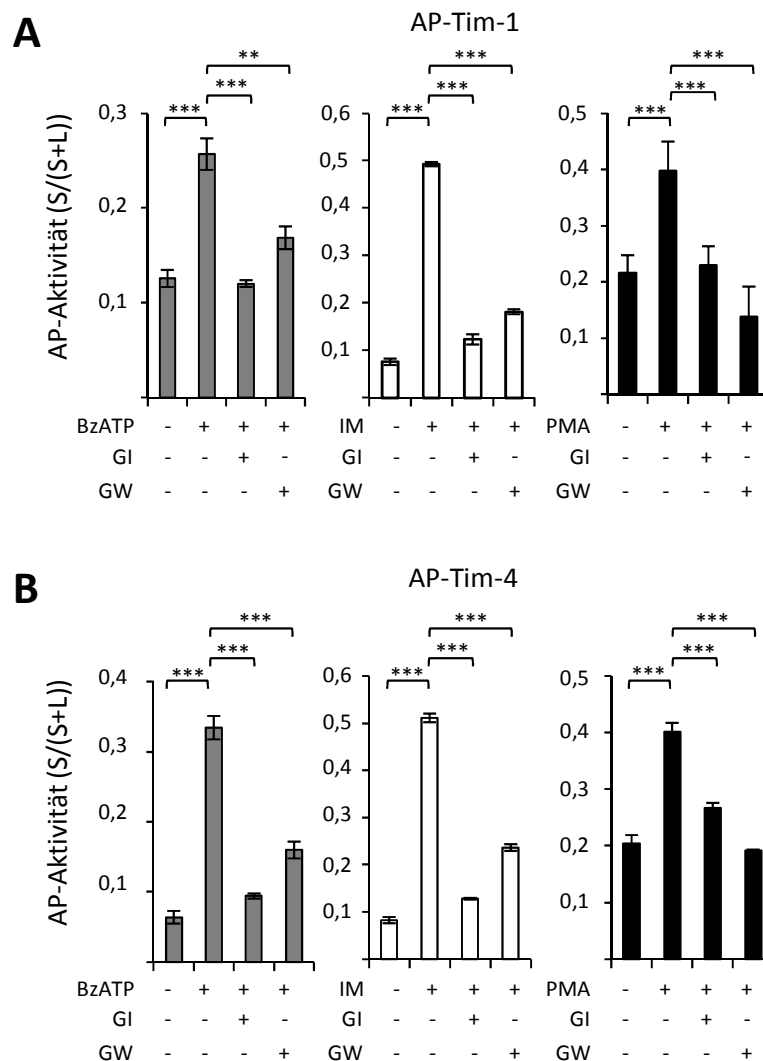 A
AP-Tim-1
** *** ***
*** *** *** *** *** ***
AP-Aktivität (S/(S+L))
0,3
0,2
0,1
0,6
0,5
0,4
0,3
0,2
0,1
0,5
0,4
0,3
0,2
0,1
BzATP - + + + IM - + + + PMA - + + +
GI - - + - GI - - + - GI - - + -
GW - - - + GW - - - + GW - - - +
B
AP-Tim-4
*** *** ***
*** *** *** *** *** ***
AP-Aktivität (S/(S+L))
0,4
0,3
0,2
0,1
0,6
0,5
0,4
0,3
0,2
0,1
0,5
0,4
0,3
0,2
0,1
BzATP - + + + IM - + + + PMA - + + +
GI - - + - GI - - + - GI - - + -
GW - - - + GW - - - + GW - - - +